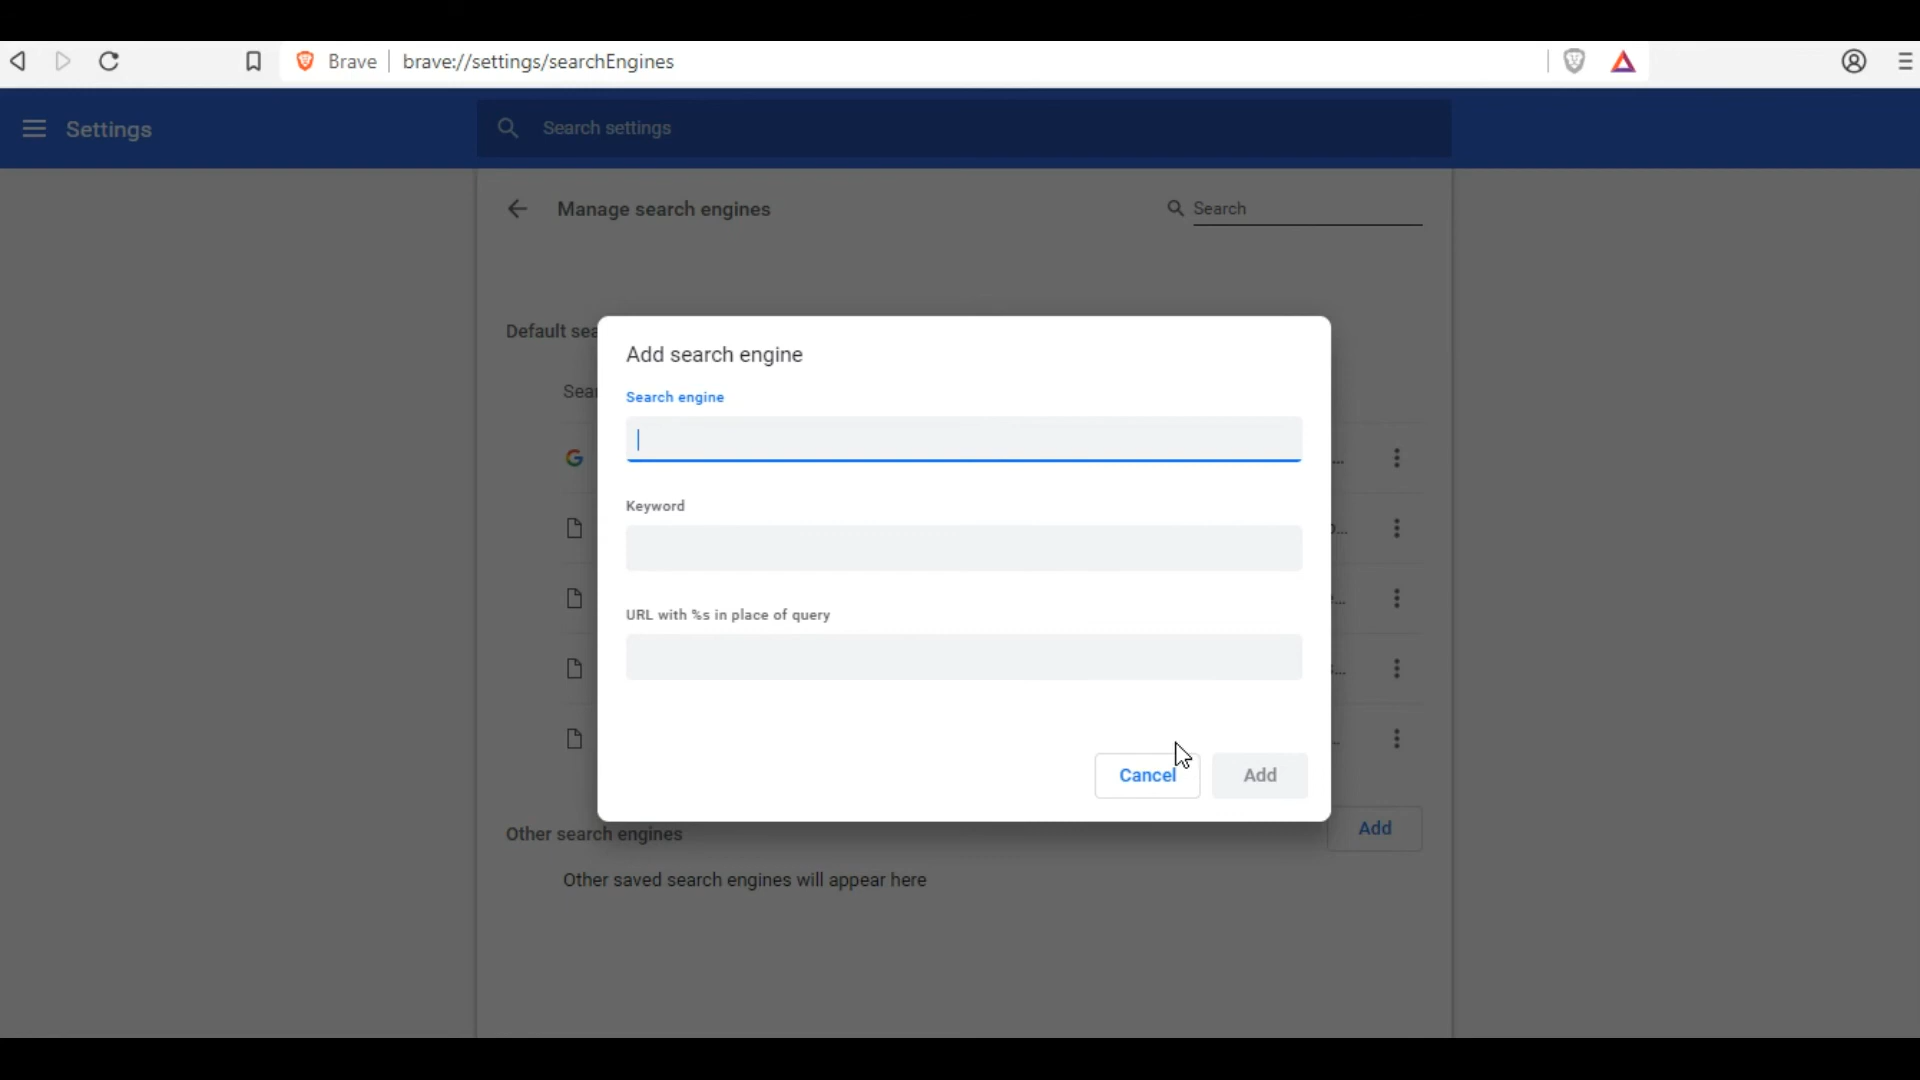 Brave brave://settings/searchEngines
Settings
Search settings
Manage search engines
Search
Default sea
Sea
Add search engine
Search engine
Keyword
URL with %s in place of query
Cancel
Add
Other search engines
Add
Other saved search engines will appear here